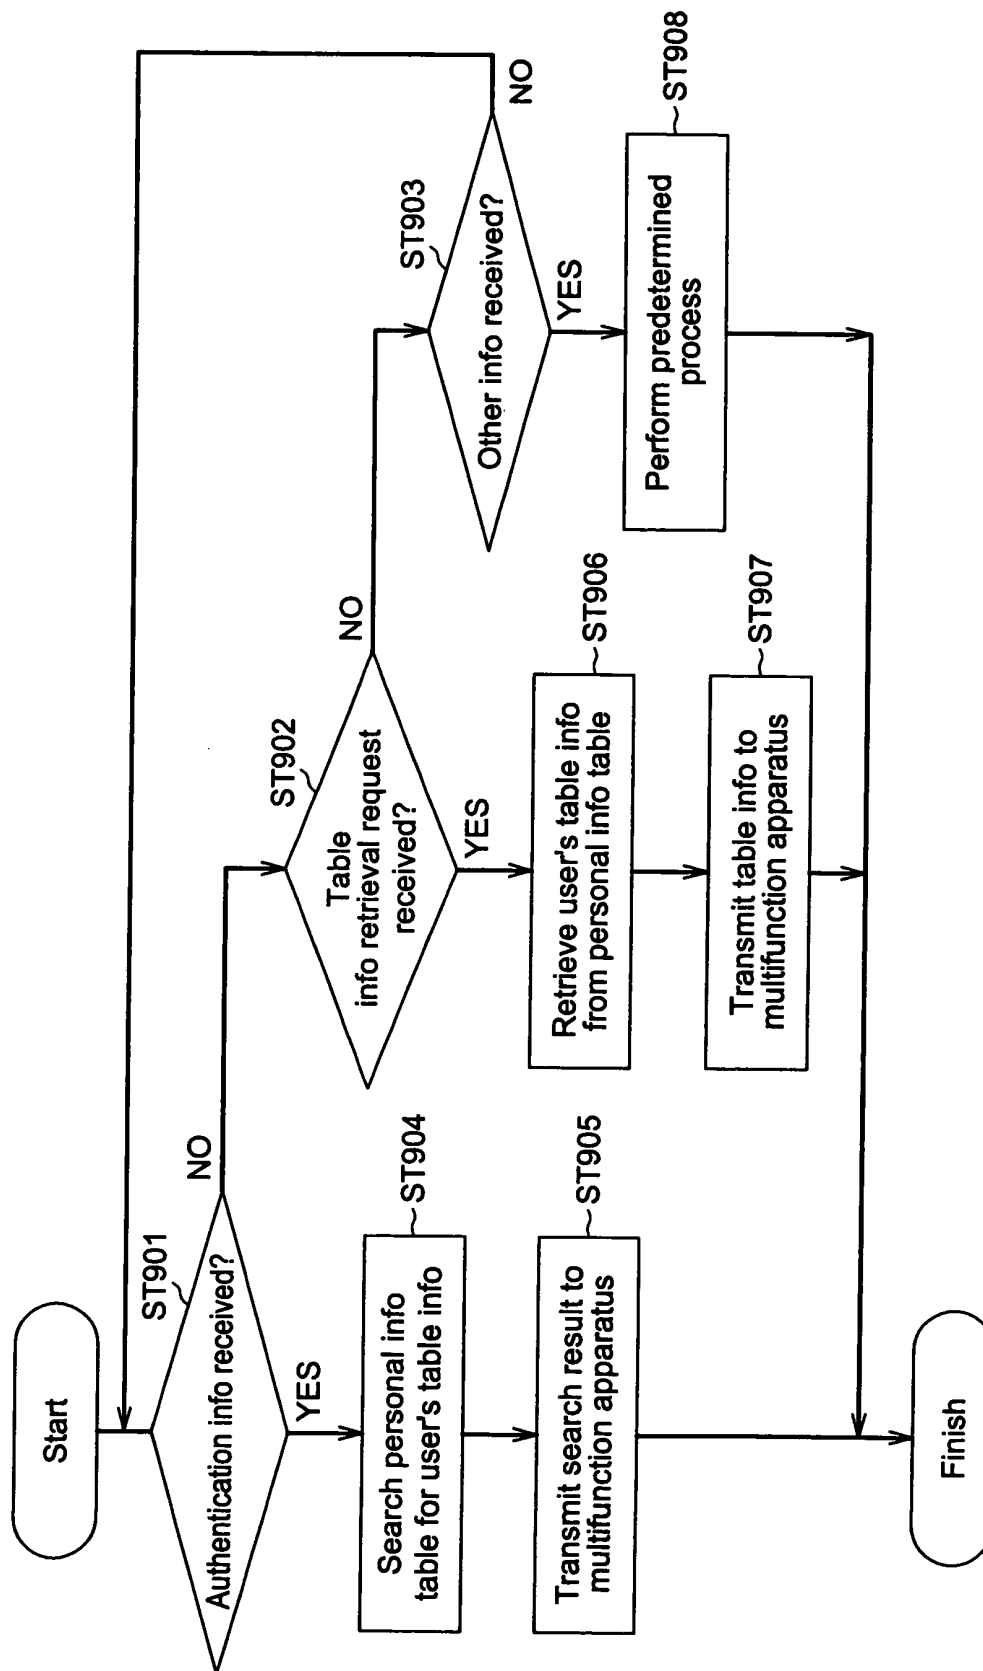 Start
ST901
Authentication info received?
NO
YES
ST904
Search personal info
table for user's table info
ST905
Transmit search result to
multifunction apparatus
ST902
Table
info retrieval request
received?
NO
YES
ST906
Retrieve user's table info
from personal info table
ST907
Transmit table info to
multifunction apparatus
ST903
Other info received?
NO
YES
ST908
Perform predetermined
process
Finish